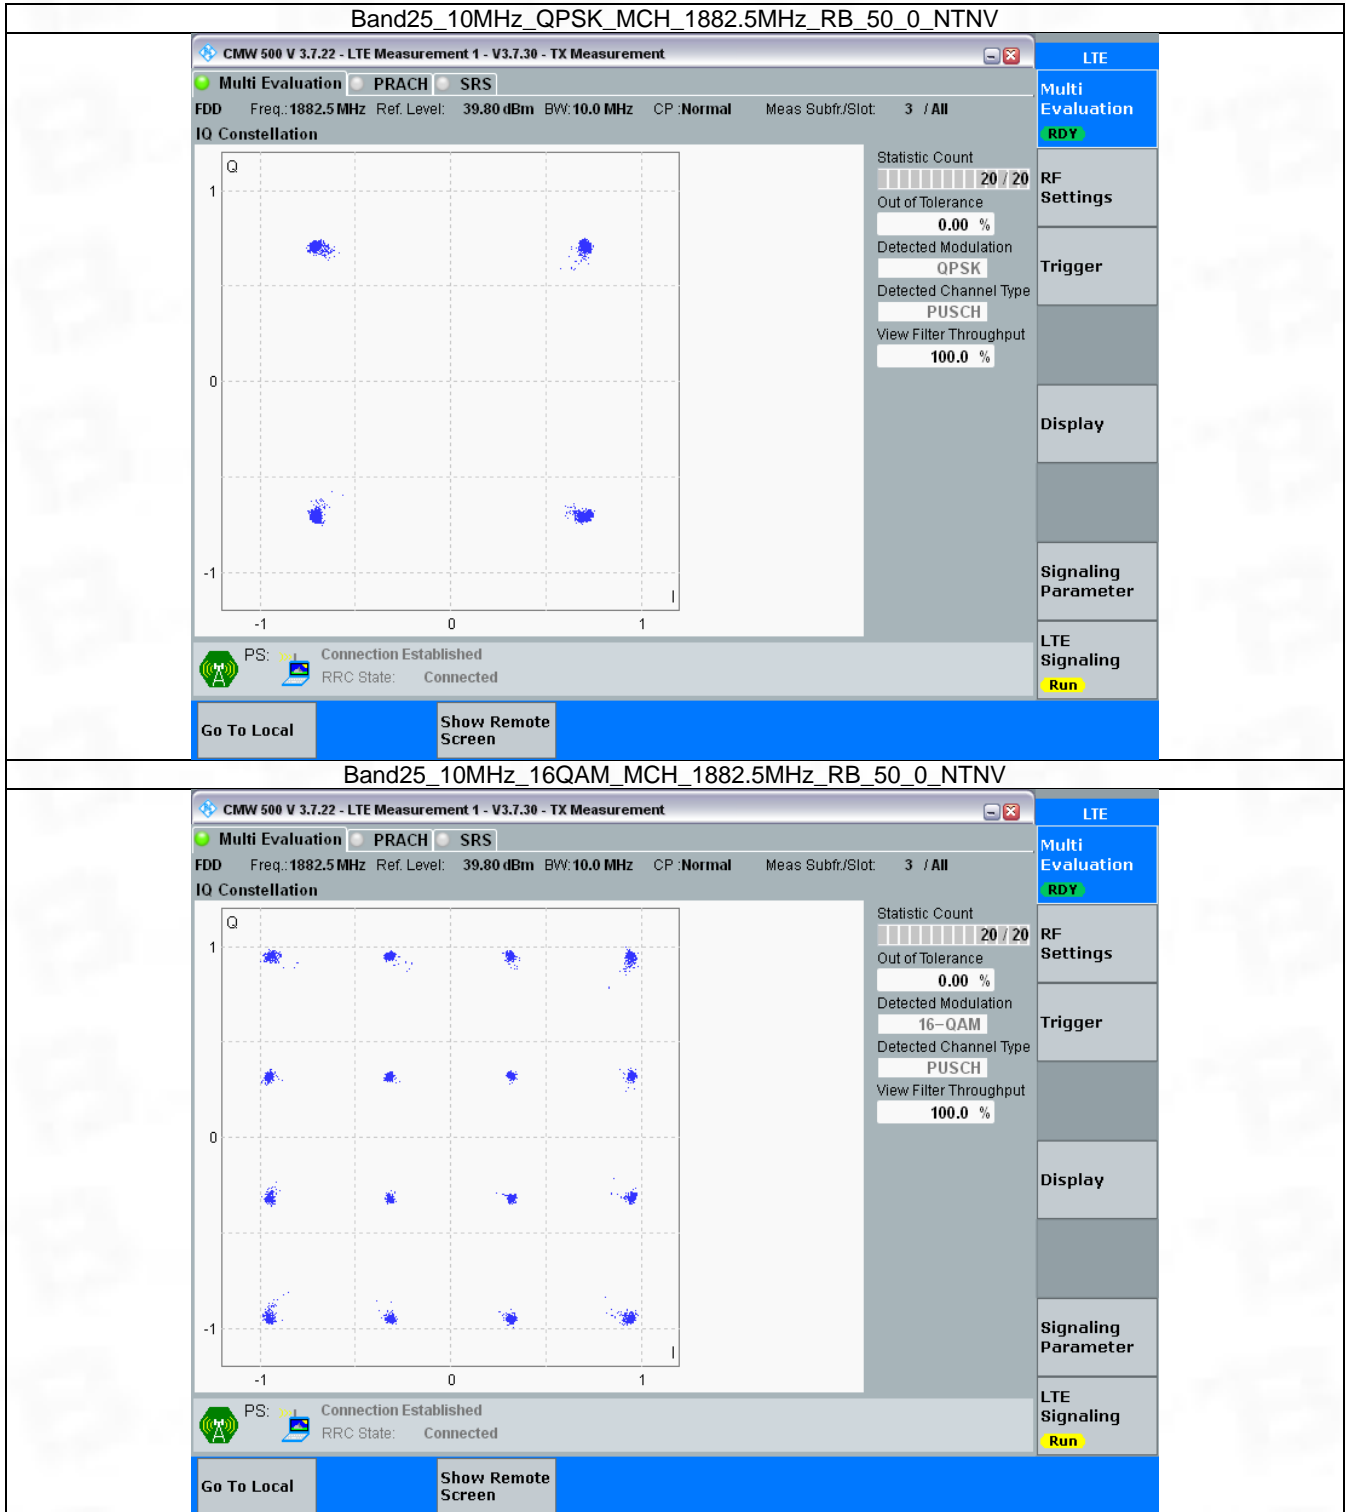 Band25_10MHz_QPSK_MCH_1882.5MHz_RB_50_0_NTNV
CMW 500 V 3.7.22 - LTE Measurement 1 - V3.7.30 - TX Measurement
LTE
Multi Evaluation PRACH SRS
Multi
Evaluation
RDY
FDD Freq.:1882.5 MHz Ref. Level: 39.80 dBm BW:10.0 MHz CP :Normal Meas Subfr./Slot: 3 / All
IQ Constellation
Q
1
0
-1
I
-1 0 1
Statistic Count
20 / 20
Out of Tolerance
0.00 %
Detected Modulation
QPSK
Detected Channel Type
PUSCH
View Filter Throughput
100.0 %
RF
Settings
Trigger
Display
Signaling
Parameter
LTE
Signaling
Run
PS: Connection Established
RRC State: Connected
Go To Local
Show Remote
Screen
Band25_10MHz_16QAM_MCH_1882.5MHz_RB_50_0_NTNV
CMW 500 V 3.7.22 - LTE Measurement 1 - V3.7.30 - TX Measurement
LTE
Multi Evaluation PRACH SRS
Multi
Evaluation
RDY
FDD Freq.:1882.5 MHz Ref. Level: 39.80 dBm BW:10.0 MHz CP :Normal Meas Subfr./Slot: 3 / All
IQ Constellation
Q
1
0
-1
I
-1 0 1
Statistic Count
20 / 20
Out of Tolerance
0.00 %
Detected Modulation
16-QAM
Detected Channel Type
PUSCH
View Filter Throughput
100.0 %
RF
Settings
Trigger
Display
Signaling
Parameter
LTE
Signaling
Run
PS: Connection Established
RRC State: Connected
Go To Local
Show Remote
Screen